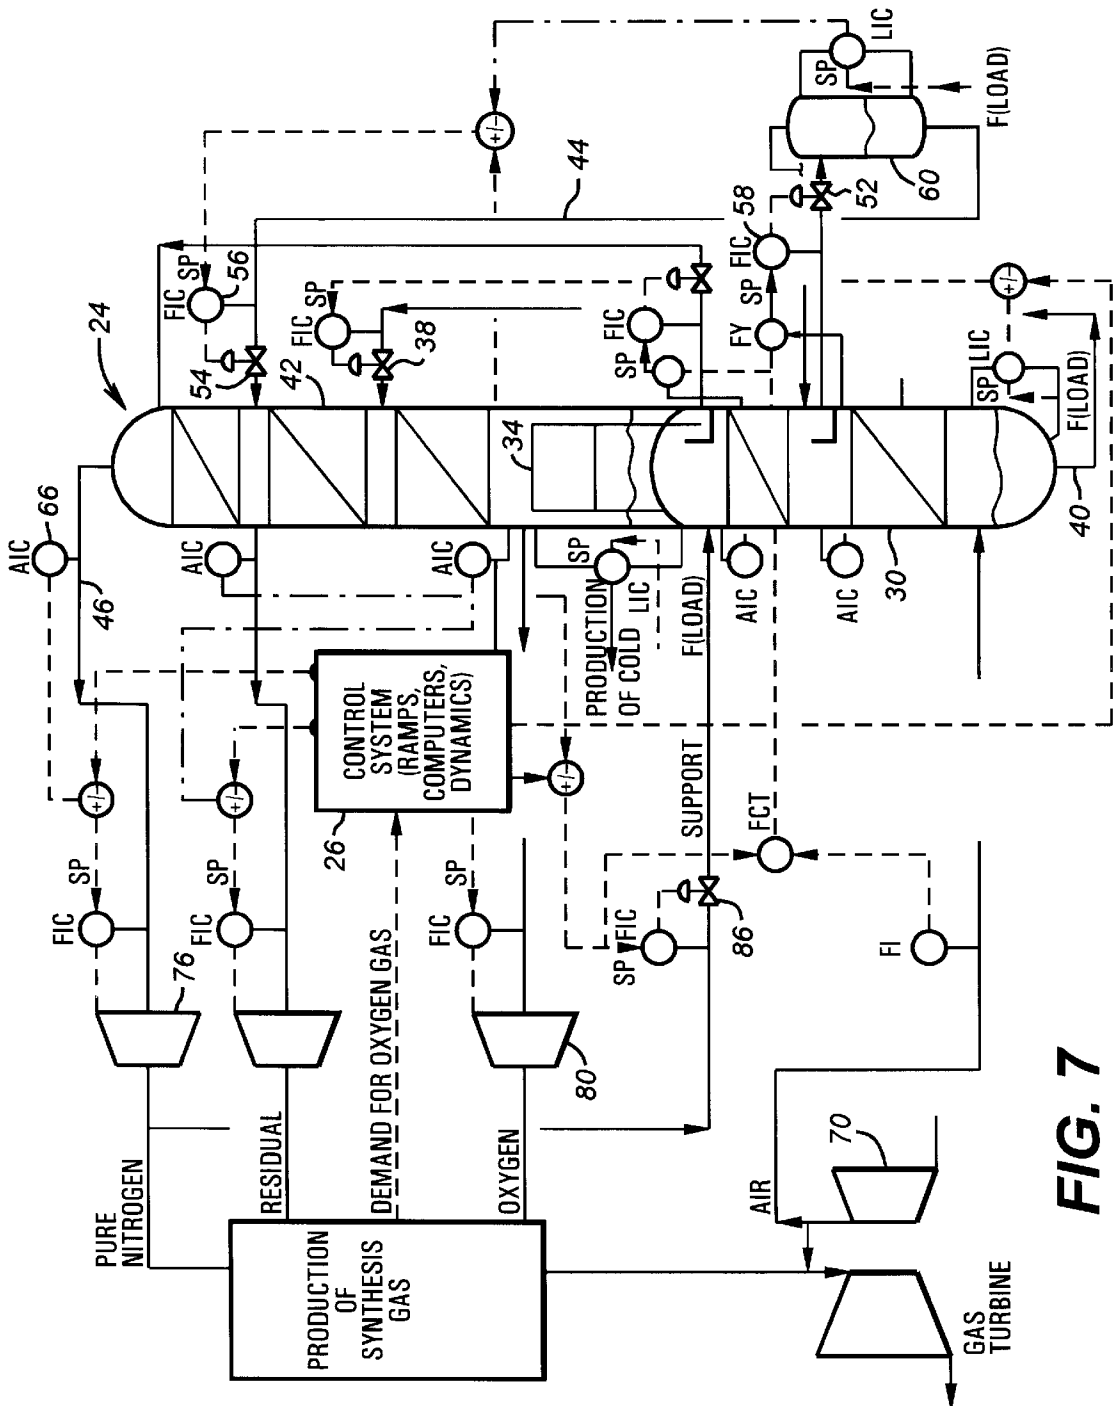 AIC
66
FIC
SP
46
24
+/-
PURE
NITROGEN
76
FIC
SP
AIC
54
FIC
SP
56
+/-
RESIDUAL
FIC
SP
42
PRODUCTION
OF
SYNTHESIS
GAS
26
CONTROL
SYSTEM
(RAMPS,
COMPUTERS,
DYNAMICS)
DEMAND FOR OXYGEN GAS
38
FIC
SP
AIC
+/-
OXYGEN
80
34
44
+/-
SP
PRODUCTION
OF COLD
LIC
SP
FIC
SP
FIC
F(LOAD)
SUPPORT
86
AIC
FY
SP
FIC
58
FCT
AIC
AIR
70
52
SP
LIC
FI
30
60
GAS
TURBINE
SP
LIC
+/-
F(LOAD)
40
F(LOAD)
FIG. 7